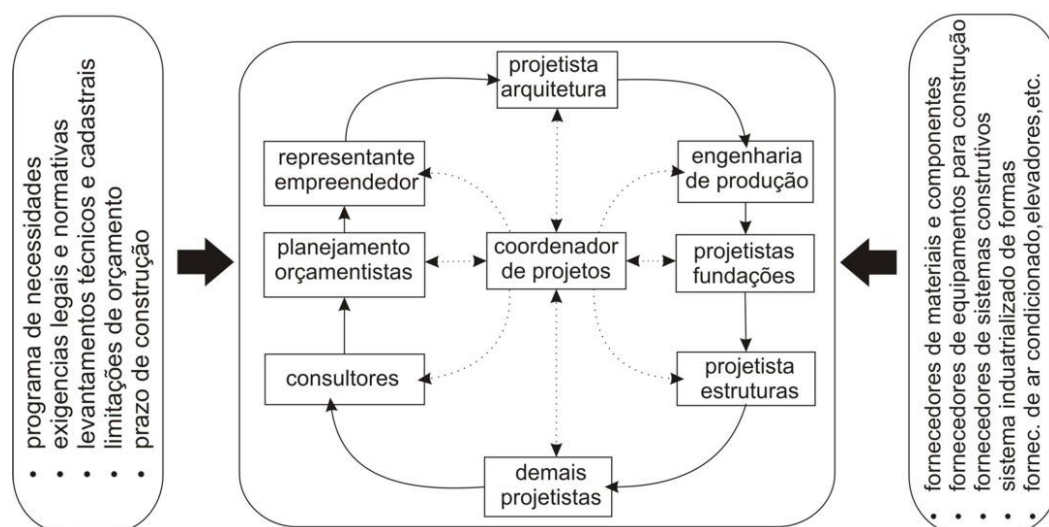 • programa de necessidades
• exigencias legais e normativas
• levantamentos técnicos e cadastrais
• limitações de orçamento
• prazo de construção
projetista
arquitetura
representante
empreendedor
engenharia
de produção
planejamento
orçamentistas
coordenador
de projetos
projetistas
fundações
consultores
projetista
estruturas
demais
projetistas
• fornecedores de materiais e componentes
• fornecedores de equipamentos para construção
• fornecedores de sistemas construtivos
• sistema induatrializado de formas
• fornec. de ar condicionado,elevadores,etc.